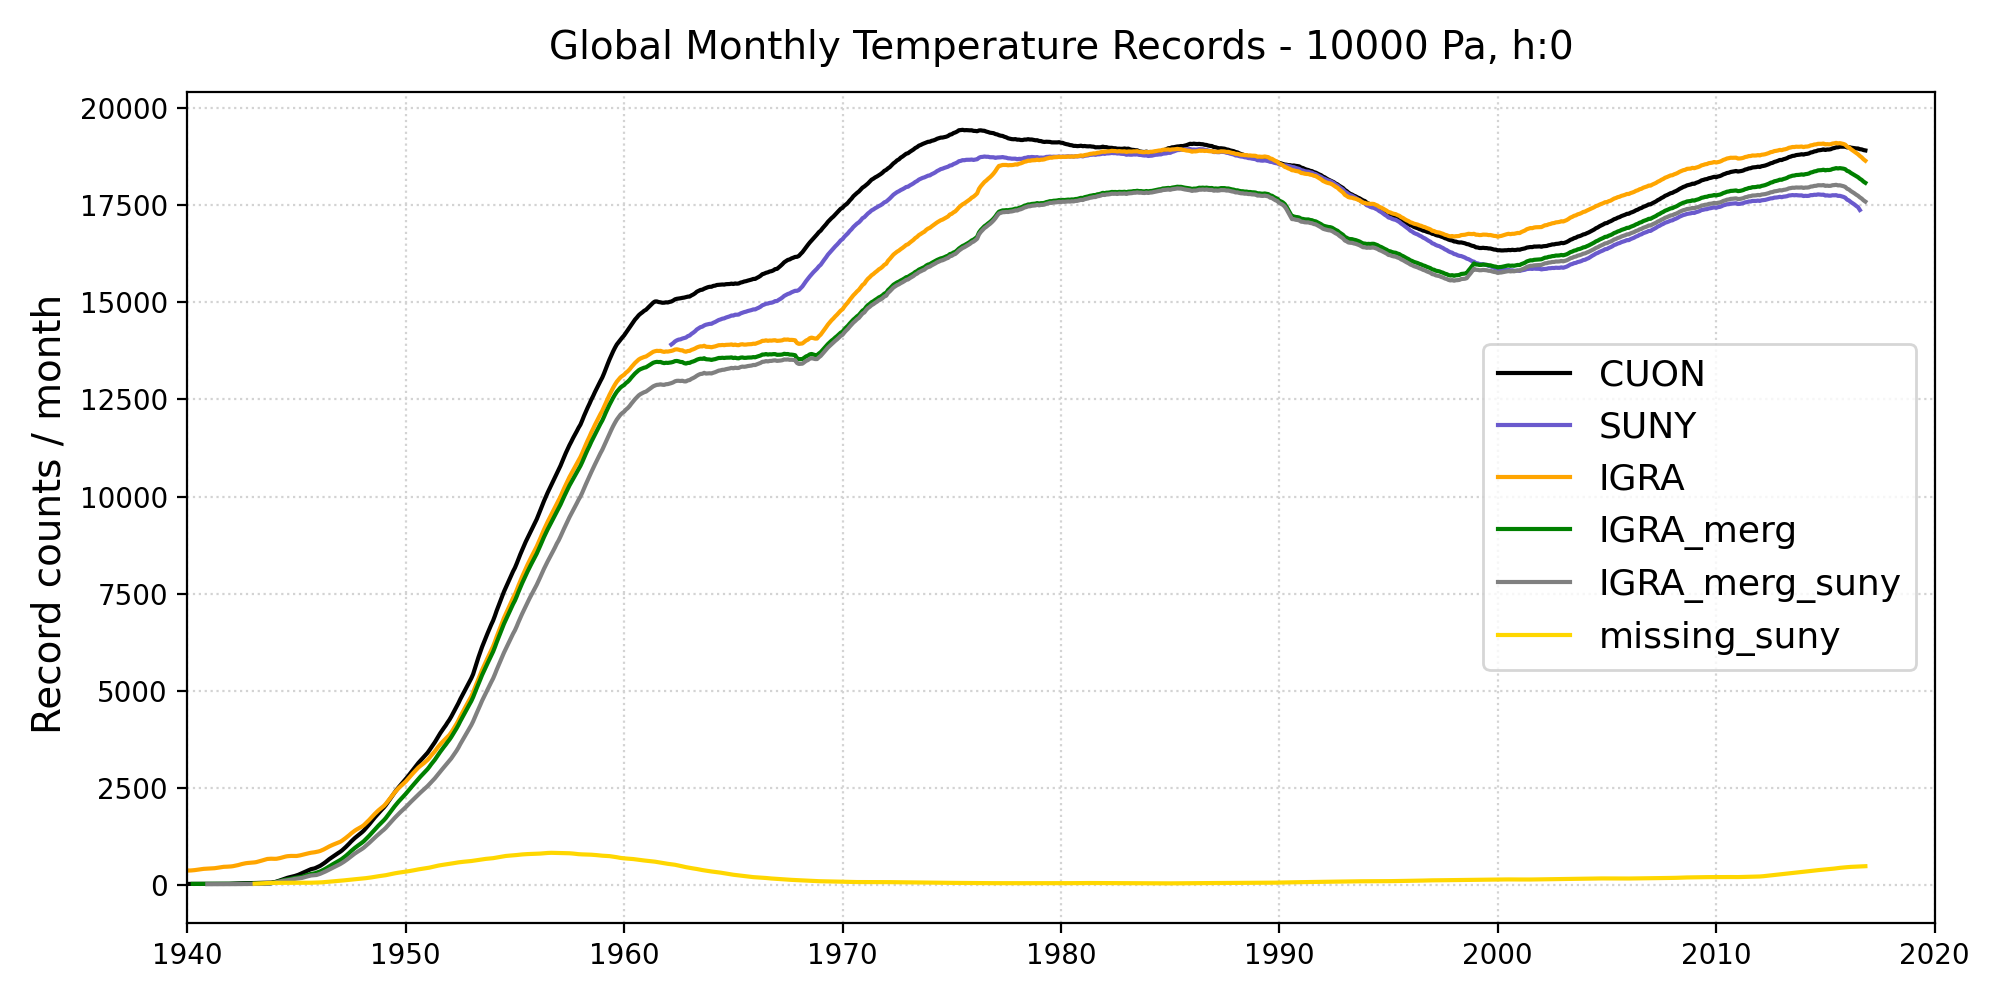 Global Monthly Temperature Records - 10000 Pa, h:0
Record counts / month
20000
17500
15000
12500
10000
7500
5000
2500
0
1940 1950 1960 1970 1980 1990 2000 2010 2020
CUON
SUNY
IGRA
IGRA_merg
IGRA_merg_suny
missing_suny